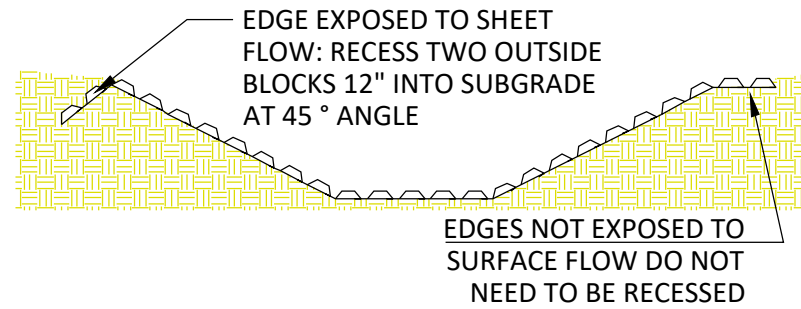 EDGE EXPOSED TO SHEET
FLOW: RECESS TWO OUTSIDE
BLOCKS 12" INTO SUBGRADE
AT 45 ° ANGLE
EDGES NOT EXPOSED TO
SURFACE FLOW DO NOT
NEED TO BE RECESSED